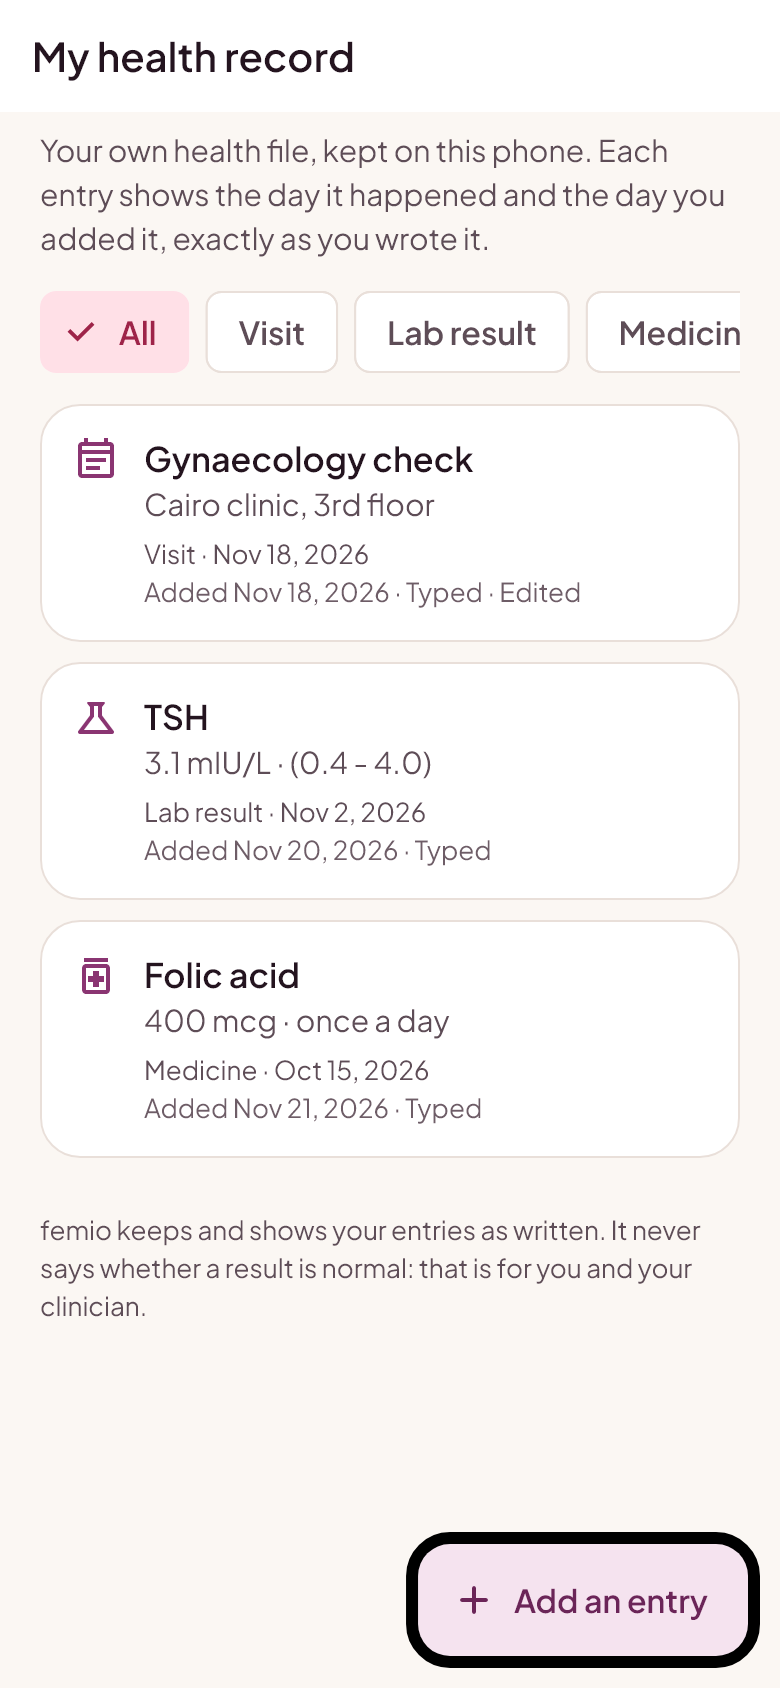 My health record
Your own health file, kept on this phone. Each
entry shows the day it happened and the day you
added it, exactly as you wrote it.
All
Visit
Lab result
Medicin
Gynaecology check
Cairo clinic, 3rd floor
Visit · Nov 18, 2026
Added Nov 18, 2026 · Typed · Edited
TSH
3.1 mIU/L · (0.4 – 4.0)
Lab result · Nov 2, 2026
Added Nov 20, 2026 · Typed
Folic acid
400 mcg · once a day
Medicine · Oct 15, 2026
Added Nov 21, 2026 · Typed
femio keeps and shows your entries as written. It never
says whether a result is normal: that is for you and your
clinician.
Add an entry